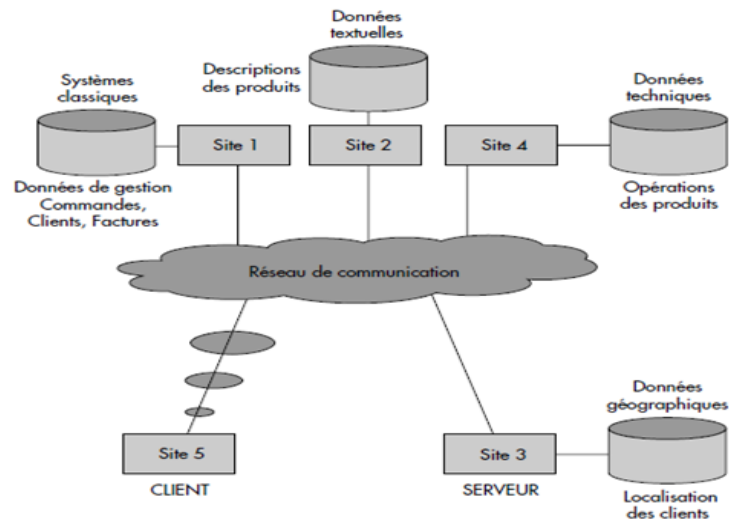 Données
textuelles
Descriptions
des produits
Systèmes
classiques
Données
techniques
Site 1
Site 2
Site 4
Données de gestion
Commandes,
Clients, Factures
Opérations
des produits
Réseau de communication
Données
géographiques
Site 5
CLIENT
Site 3
SERVEUR
Localisation
des clients